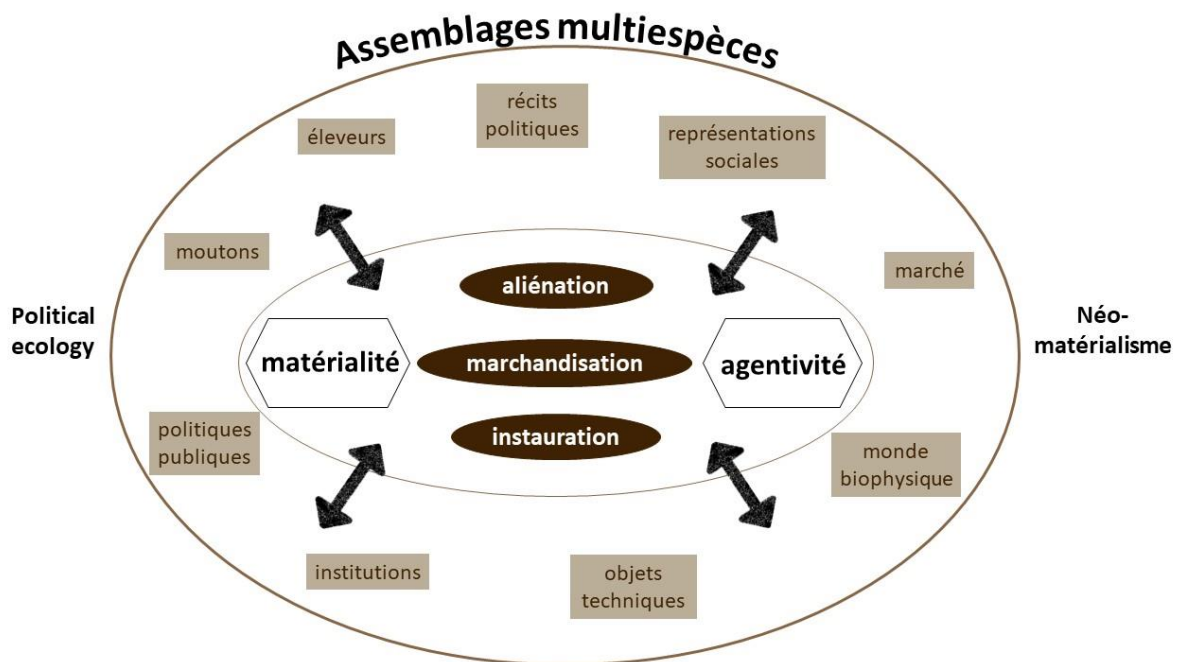 Assemblages multiespèces
récits
politiques
éleveurs
représentations
sociales
moutons
marché
aliénation
Political
ecology
Néo-
matérialisme
matérialité
marchandisation
agentivité
instauration
politiques
publiques
monde
biophysique
institutions
objets
techniques